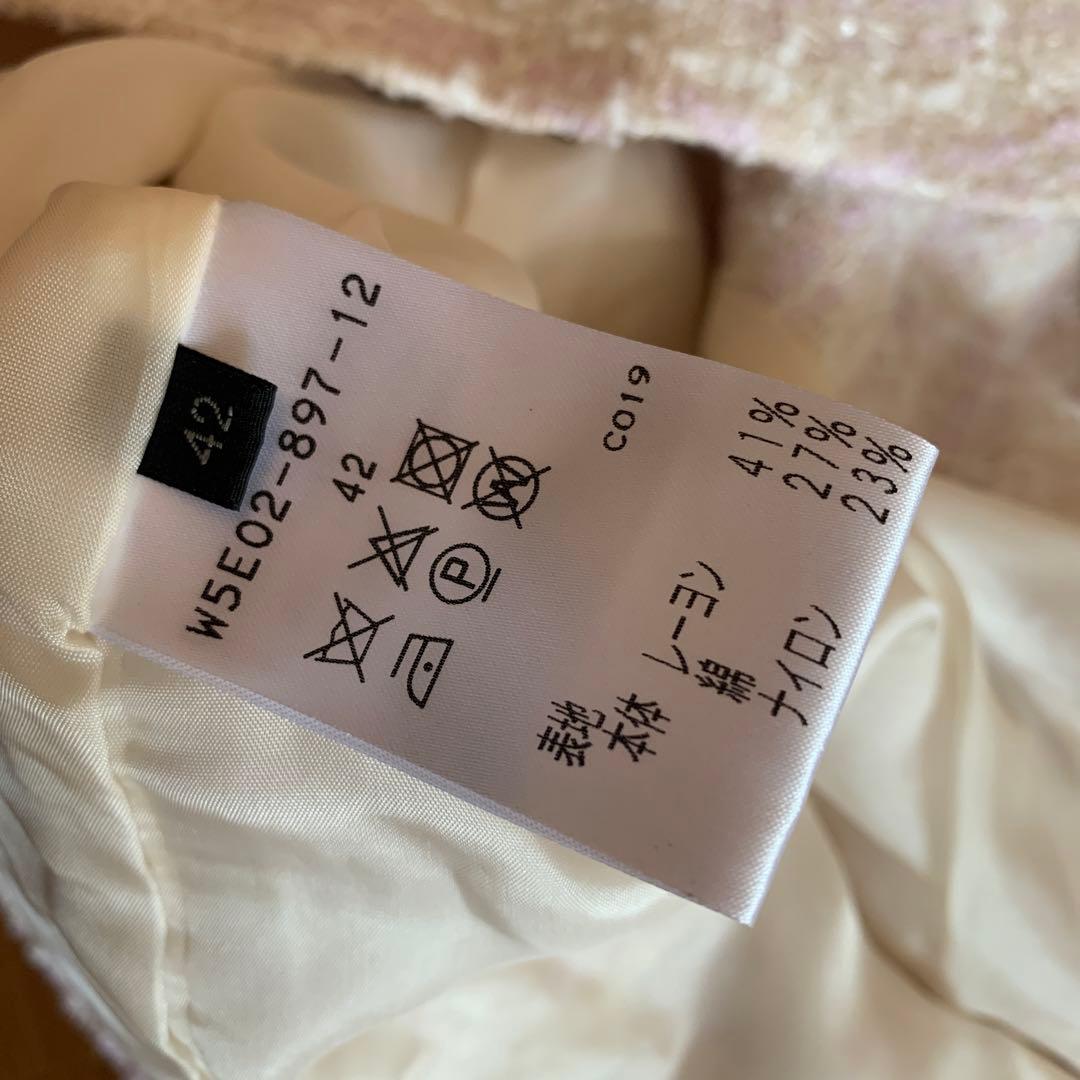 42
W5E02-897-12
42
W
P
C019
表地
本体
レーヨン 41%
綿 27%
ナイロン 23%